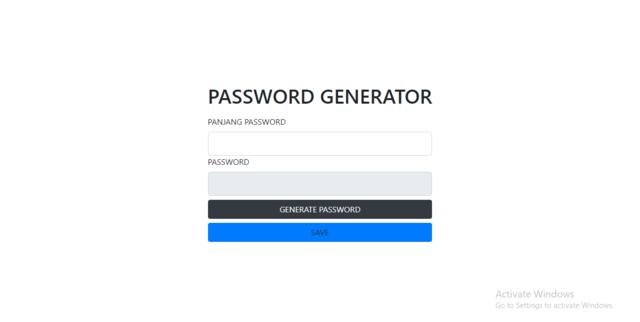 PASSWORD GENERATOR
PANJANG PASSWORD
PASSWORD
GENERATE PASSWORD
SAVE
Activate Windows
Go to Settings to activate Windows.